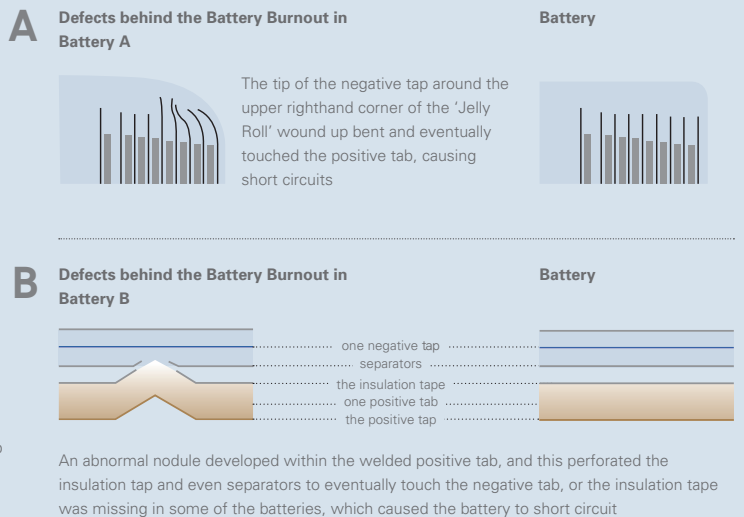 A
Defects behind the Battery Burnout in
Battery A
Battery
The tip of the negative tap around the
upper righthand corner of the ‘Jelly
Roll’ wound up bent and eventually
touched the positive tab, causing
short circuits
B
Defects behind the Battery Burnout in
Battery B
Battery
one negative tap
separators
the insulation tape
one positive tab
the positive tap
An abnormal nodule developed within the welded positive tab, and this perforated the
insulation tap and even separators to eventually touch the negative tab, or the insulation tape
was missing in some of the batteries, which caused the battery to short circuit